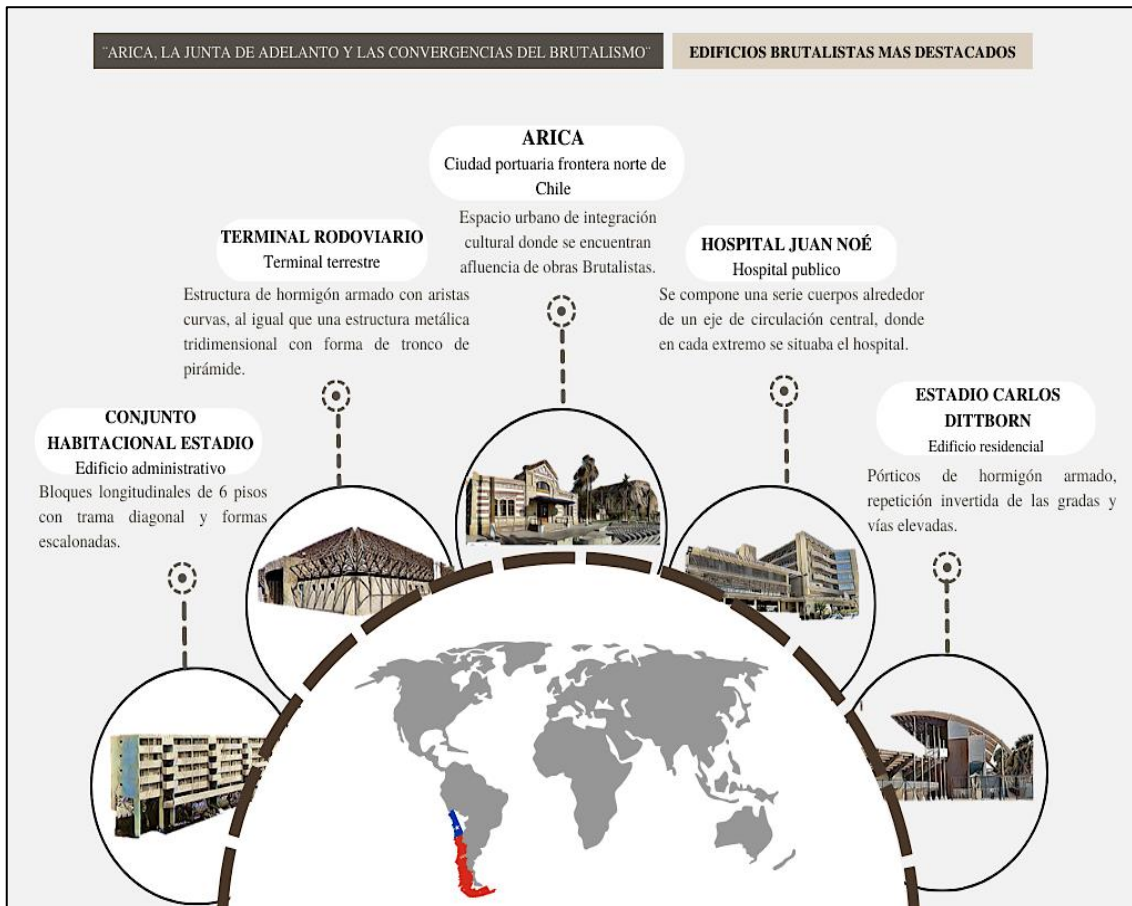 ¨ARICA, LA JUNTA DE ADELANTO Y LAS CONVERGENCIAS DEL BRUTALISMO¨
EDIFICIOS BRUTALISTAS MAS DESTACADOS
ARICA
Ciudad portuaria frontera norte de
Chile
Espacio urbano de integración
cultural donde se encuentran
afluencia de obras Brutalistas.
TERMINAL RODOVIARIO
Terminal terrestre
Estructura de hormigón armado con aristas
curvas, al igual que una estructura metálica
tridimensional con forma de tronco de
pirámide.
HOSPITAL JUAN NOÉ
Hospital publico
Se compone una serie cuerpos alrededor
de un eje de circulación central, donde
en cada extremo se situaba el hospital.
CONJUNTO
HABITACIONAL ESTADIO
Edificio administrativo
Bloques longitudinales de 6 pisos
con trama diagonal y formas
escalonadas.
ESTADIO CARLOS
DITTBORN
Edificio residencial
Pórticos de hormigón armado,
repetición invertida de las gradas y
vías elevadas.